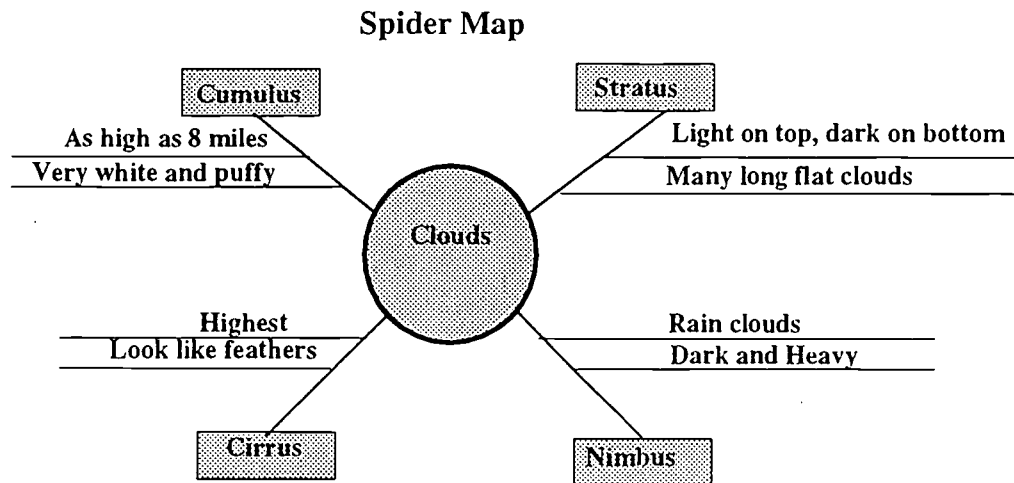 Spider Map
Cumulus
As high as 8 miles
Very white and puffy
Stratus
Light on top, dark on bottom
Many long flat clouds
Clouds
Highest
Look like feathers
Cirrus
Rain clouds
Dark and Heavy
Nimbus